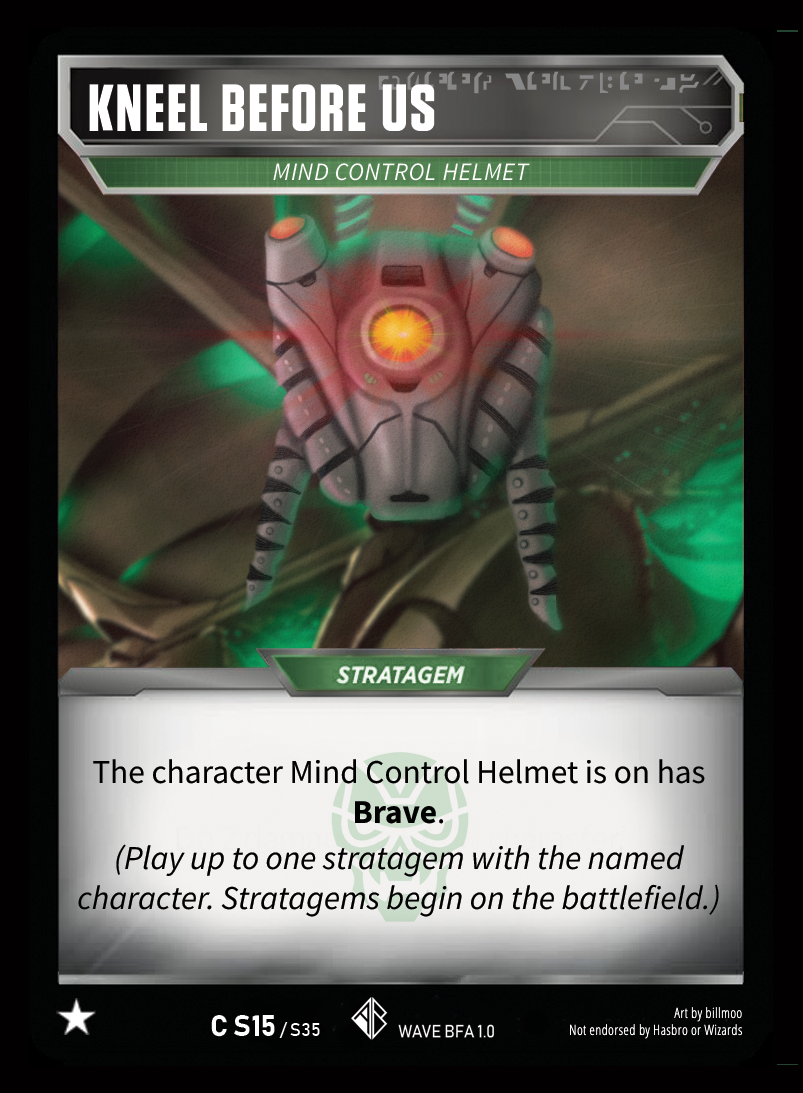 KNEEL BEFORE US
MIND CONTROL HELMET
STRATAGEM
The character Mind Control Helmet is on has
Brave.
(Play up to one stratagem with the named
character. Stratagems begin on the battlefield.)
C S15 / S35
WAVE BFA 1.0
Art by billmoo
Not endorsed by Hasbro or Wizards